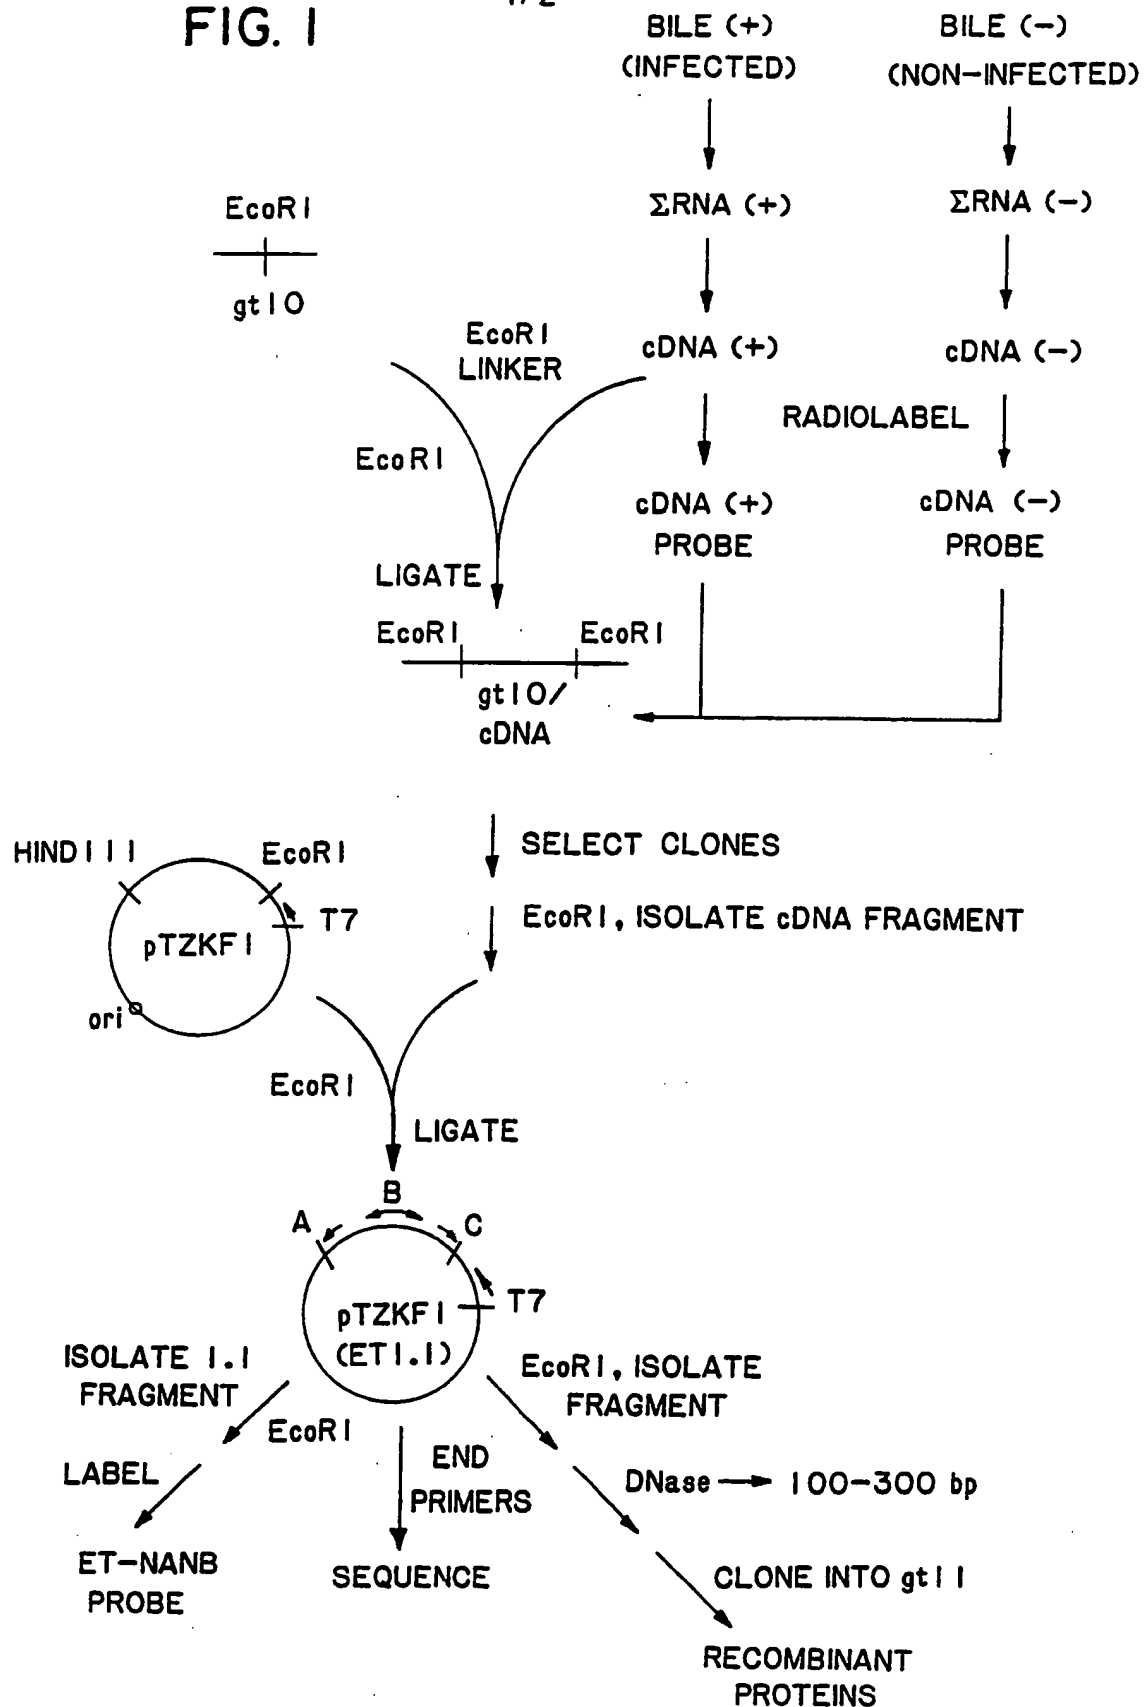 FIG. 1
1/2
BILE (+)
(INFECTED)
BILE (-)
(NON-INFECTED)
ΣRNA (+)
ΣRNA (-)
EcoRI
gt10
EcoRI
LINKER
cDNA (+)
cDNA (-)
RADIOLABEL
EcoRI
cDNA (+)
PROBE
cDNA (-)
PROBE
LIGATE
EcoRI
EcoRI
gt10/
cDNA
SELECT CLONES
HINDIII
EcoRI
T7
pTZKF1
ori
EcoRI, ISOLATE cDNA FRAGMENT
EcoRI
LIGATE
A
B
C
T7
pTZKF1
(ET1.1)
ISOLATE 1.1
FRAGMENT
EcoRI
EcoRI, ISOLATE
FRAGMENT
LABEL
END
PRIMERS
DNase → 100-300 bp
ET-NANB
PROBE
SEQUENCE
CLONE INTO gt11
RECOMBINANT
PROTEINS